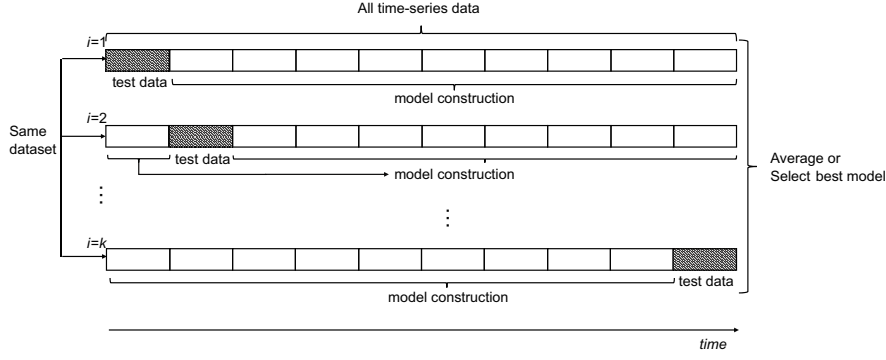 All time-series data
i=1
test data
model construction
i=2
Same
dataset
test data
model construction
Average or
Select best model
i=k
test data
model construction
time